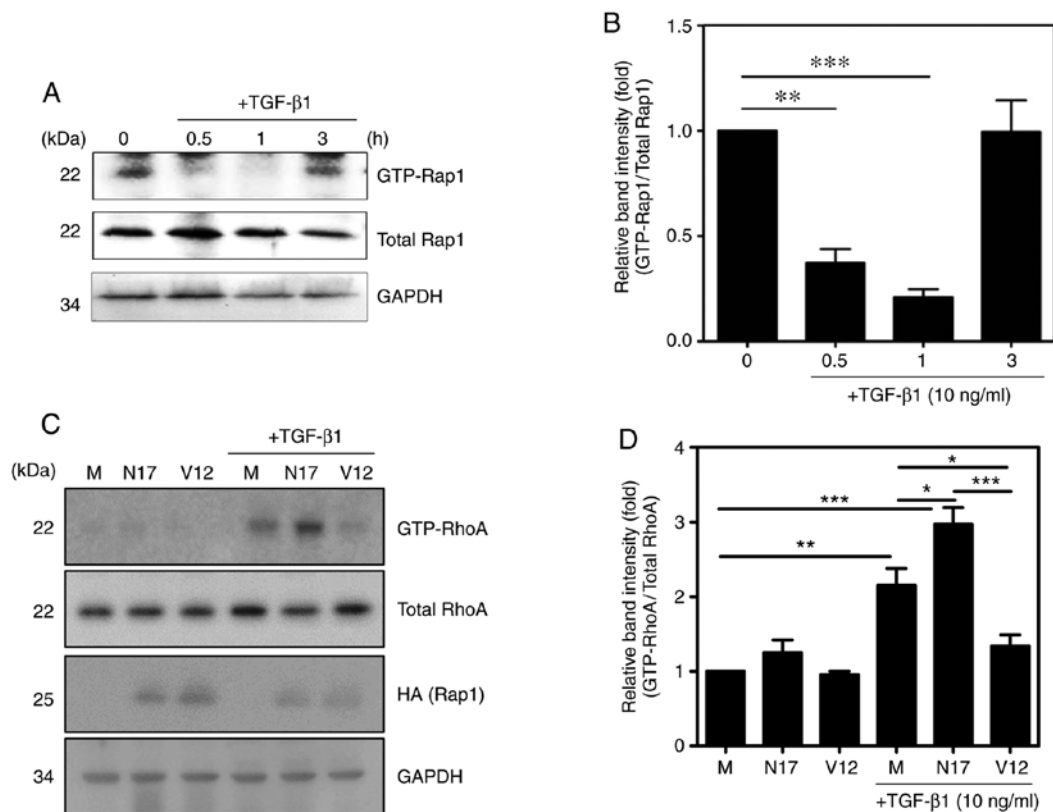 A
+TGF-β1
(kDa) 0 0.5 1 3 (h)
22 GTP-Rap1
22 Total Rap1
34 GAPDH
B
Relative band intensity (fold)
(GTP-Rap1/Total Rap1)
1.5
1.0
0.5
0.0
***
**
0 0.5 1 3
+TGF-β1 (10 ng/ml)
C
+TGF-β1
(kDa) M N17 V12 M N17 V12
22 GTP-RhoA
22 Total RhoA
25 HA (Rap1)
34 GAPDH
D
Relative band intensity (fold)
(GTP-RhoA/Total RhoA)
4
3
2
1
0
*
*** * ***
**
M N17 V12 M N17 V12
+TGF-β1 (10 ng/ml)